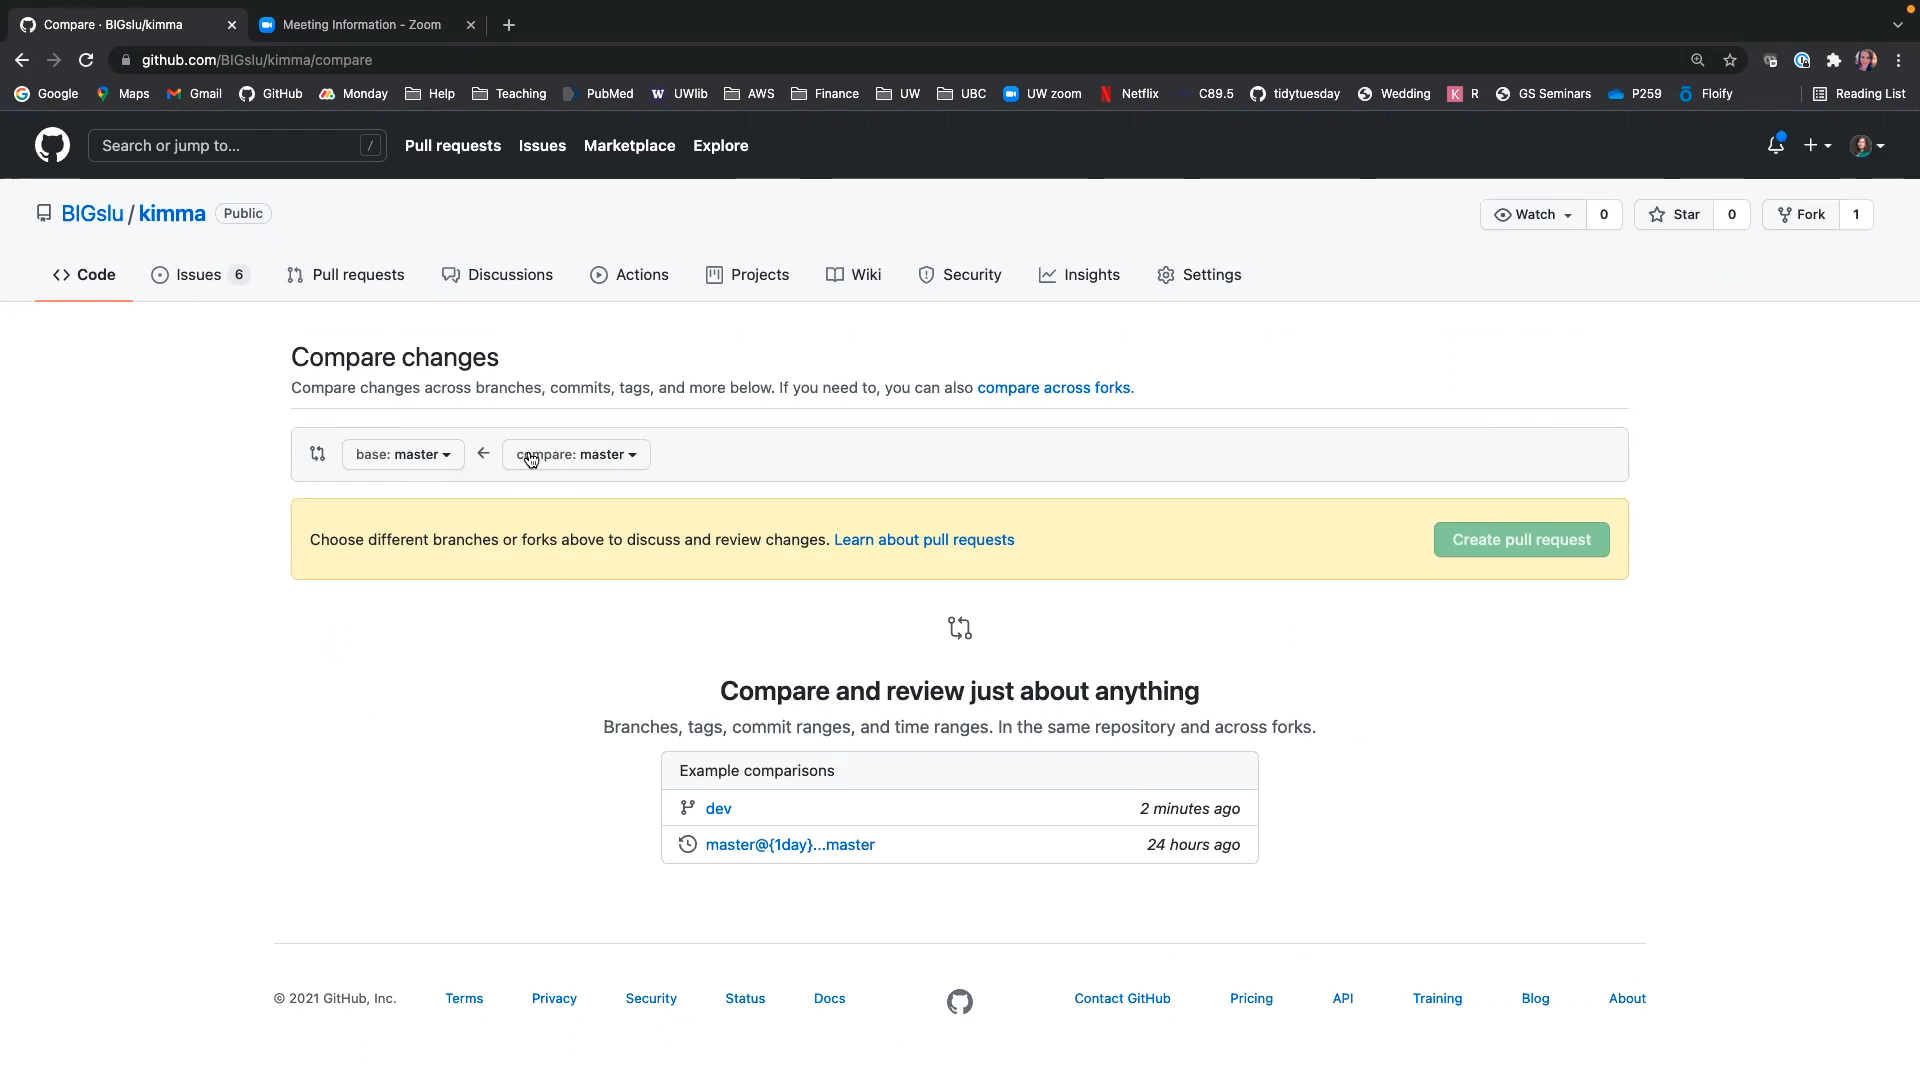 Compare · BIGslu/kimma
Meeting Information - Zoom
github.com/BIGslu/kimma/compare
Google Maps Gmail GitHub Monday Help Teaching PubMed UWlib AWS Finance UW UBC UW zoom Netflix C89.5 tidytuesday Wedding R GS Seminars P259 Floify Reading List
Search or jump to... / Pull requests Issues Marketplace Explore
BIGslu / kimma Public Watch 0 Star 0 Fork 1
Code Issues 6 Pull requests Discussions Actions Projects Wiki Security Insights Settings
Compare changes
Compare changes across branches, commits, tags, and more below. If you need to, you can also compare across forks.
base: master compare: master
Choose different branches or forks above to discuss and review changes. Learn about pull requests Create pull request
Compare and review just about anything
Branches, tags, commit ranges, and time ranges. In the same repository and across forks.
Example comparisons
dev 2 minutes ago
master@{1day}...master 24 hours ago
© 2021 GitHub, Inc. Terms Privacy Security Status Docs Contact GitHub Pricing API Training Blog About